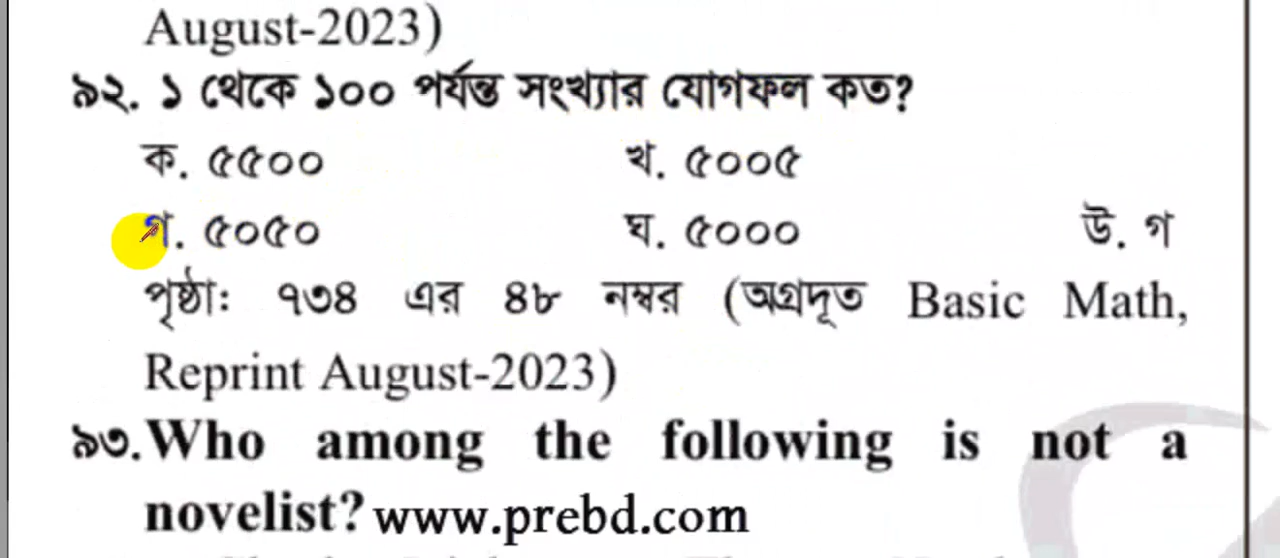 August-2023)
৯২. ১ থেকে ১০০ পর্যন্ত সংখ্যার যোগফল কত?
ক. ৫৫০০ খ. ৫০০৫
গ. ৫০৫০ ঘ. ৫০০০ উ. গ
পৃষ্ঠাঃ ৭৩৪ এর ৪৮ নম্বর (অগ্রদূত Basic Math,
Reprint August-2023)
৯৩. Who among the following is not a
novelist? www.prebd.com